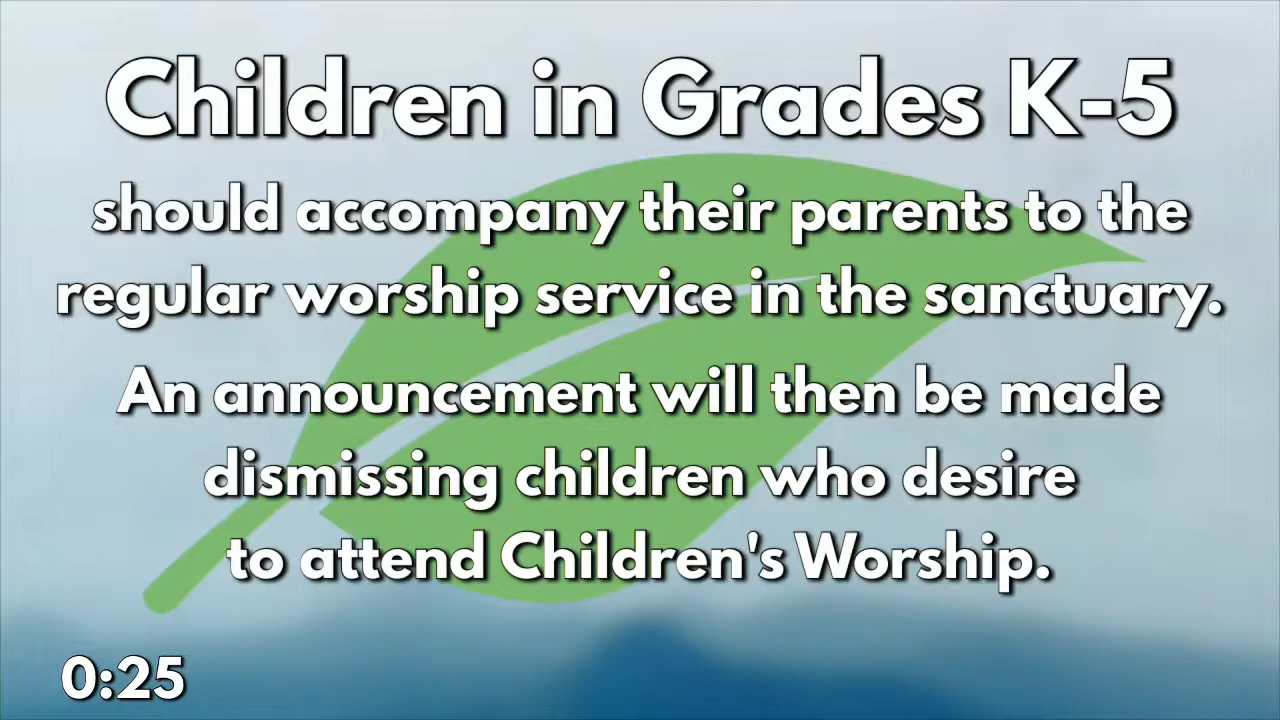 Children in Grades K-5
should accompany their parents to the
regular worship service in the sanctuary.
An announcement will then be made
dismissing children who desire
to attend Children's Worship.
0:25